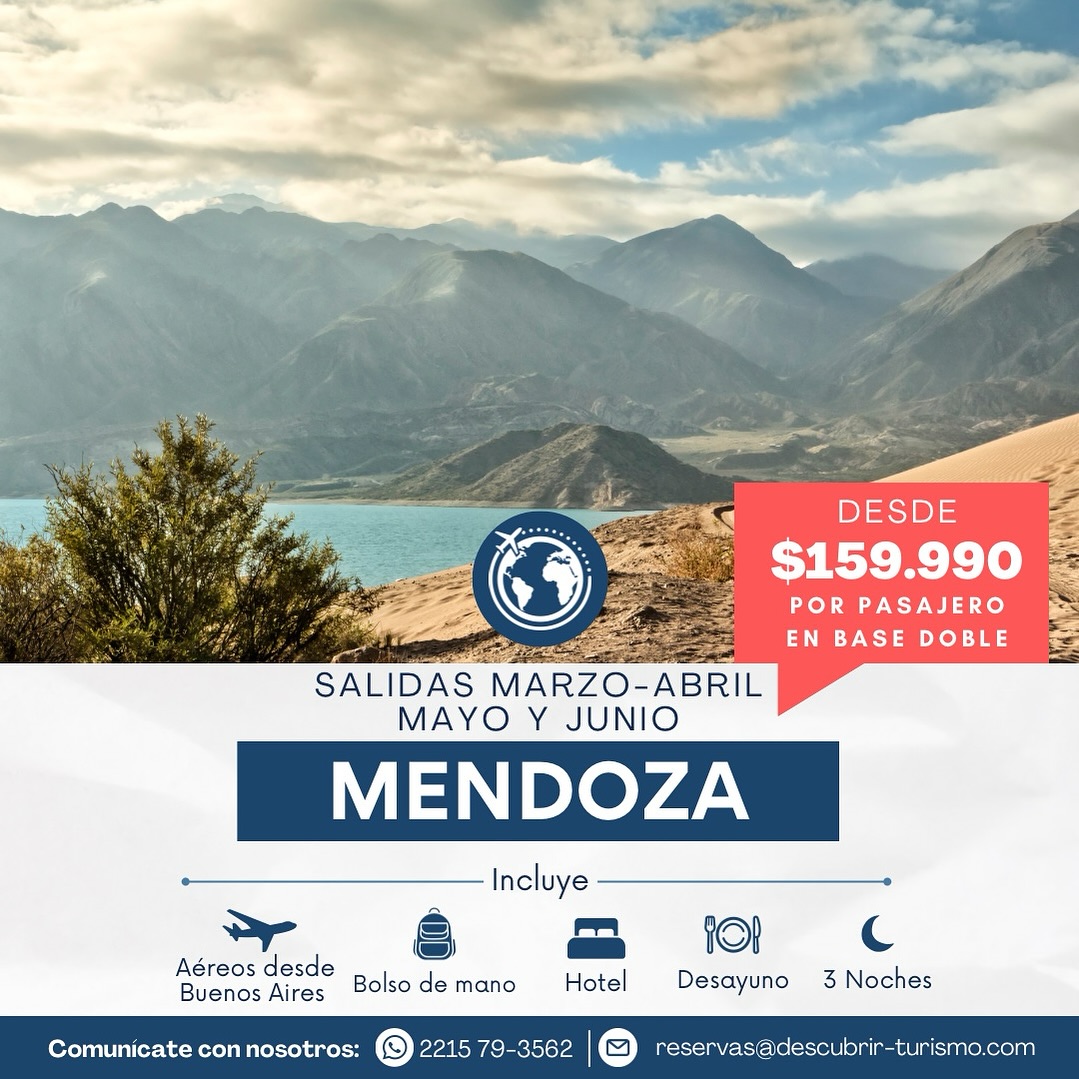 DESDE
$159.990
POR PASAJERO
EN BASE DOBLE
SALIDAS MARZO-ABRIL
MAYO Y JUNIO
MENDOZA
Incluye
Aéreos desde
Buenos Aires
Bolso de mano
Hotel
Desayuno
3 Noches
Comunícate con nosotros: 2215 79-3562 reservas@descubrir-turismo.com